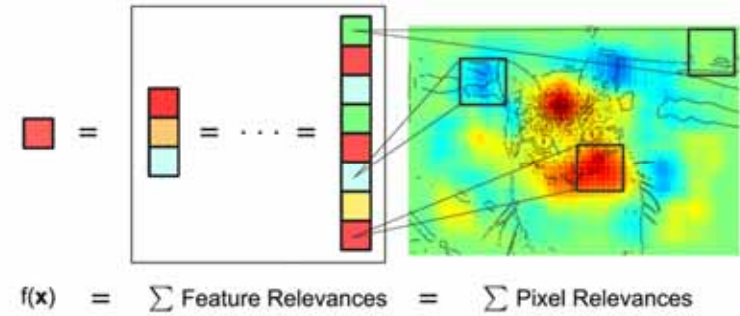 = = · · · =
f(x) = ∑ Feature Relevances = ∑ Pixel Relevances